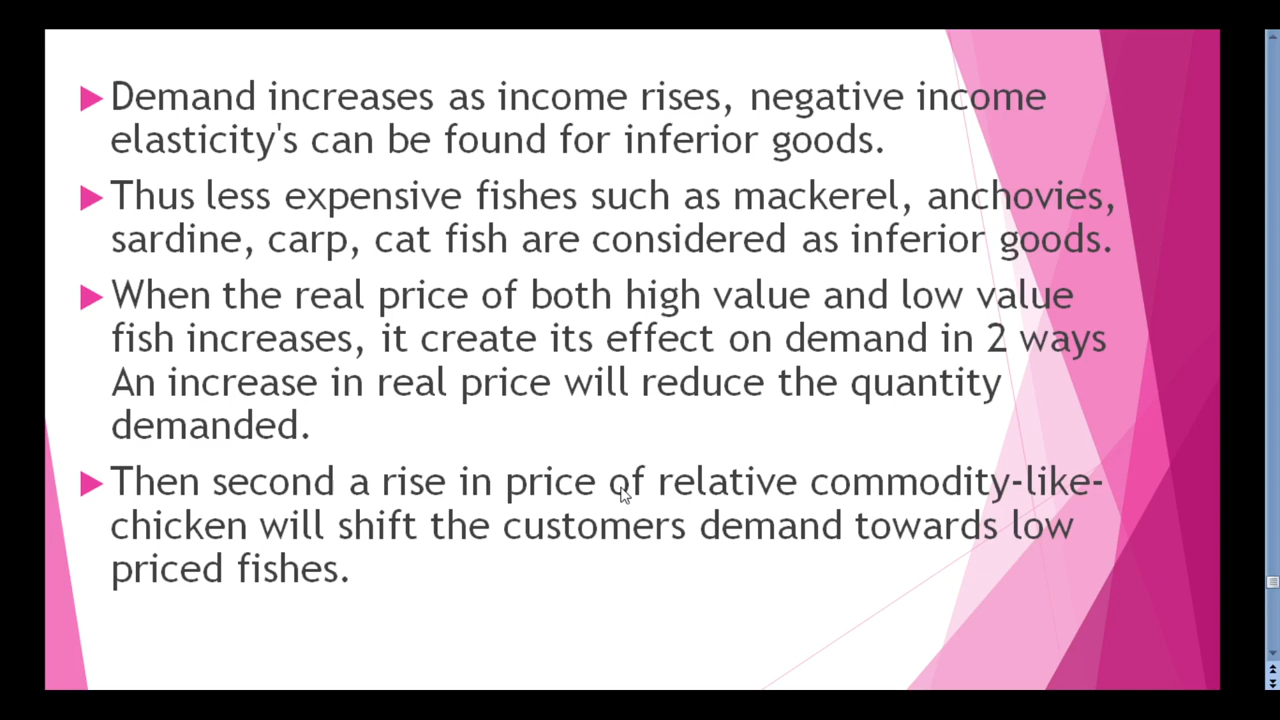 Demand increases as income rises, negative income
elasticity's can be found for inferior goods.
Thus less expensive fishes such as mackerel, anchovies,
sardine, carp, cat fish are considered as inferior goods.
When the real price of both high value and low value
fish increases, it create its effect on demand in 2 ways
An increase in real price will reduce the quantity
demanded.
Then second a rise in price of relative commodity-like-
chicken will shift the customers demand towards low
priced fishes.